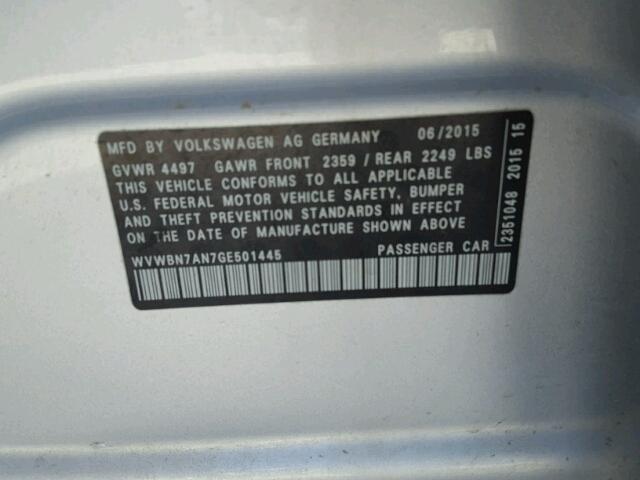 MFD BY VOLKSWAGEN AG GERMANY 06/2015
GVWR 4497 GAWR FRONT 2359 / REAR 2249 LBS
THIS VEHICLE CONFORMS TO ALL APPLICABLE
U.S. FEDERAL MOTOR VEHICLE SAFETY, BUMPER
AND THEFT PREVENTION STANDARDS IN EFFECT
ON THE DATE OF MANUFACTURE SHOWN ABOVE
WVWBN7AN7GE501445 PASSENGER CAR
2351048 2015 15